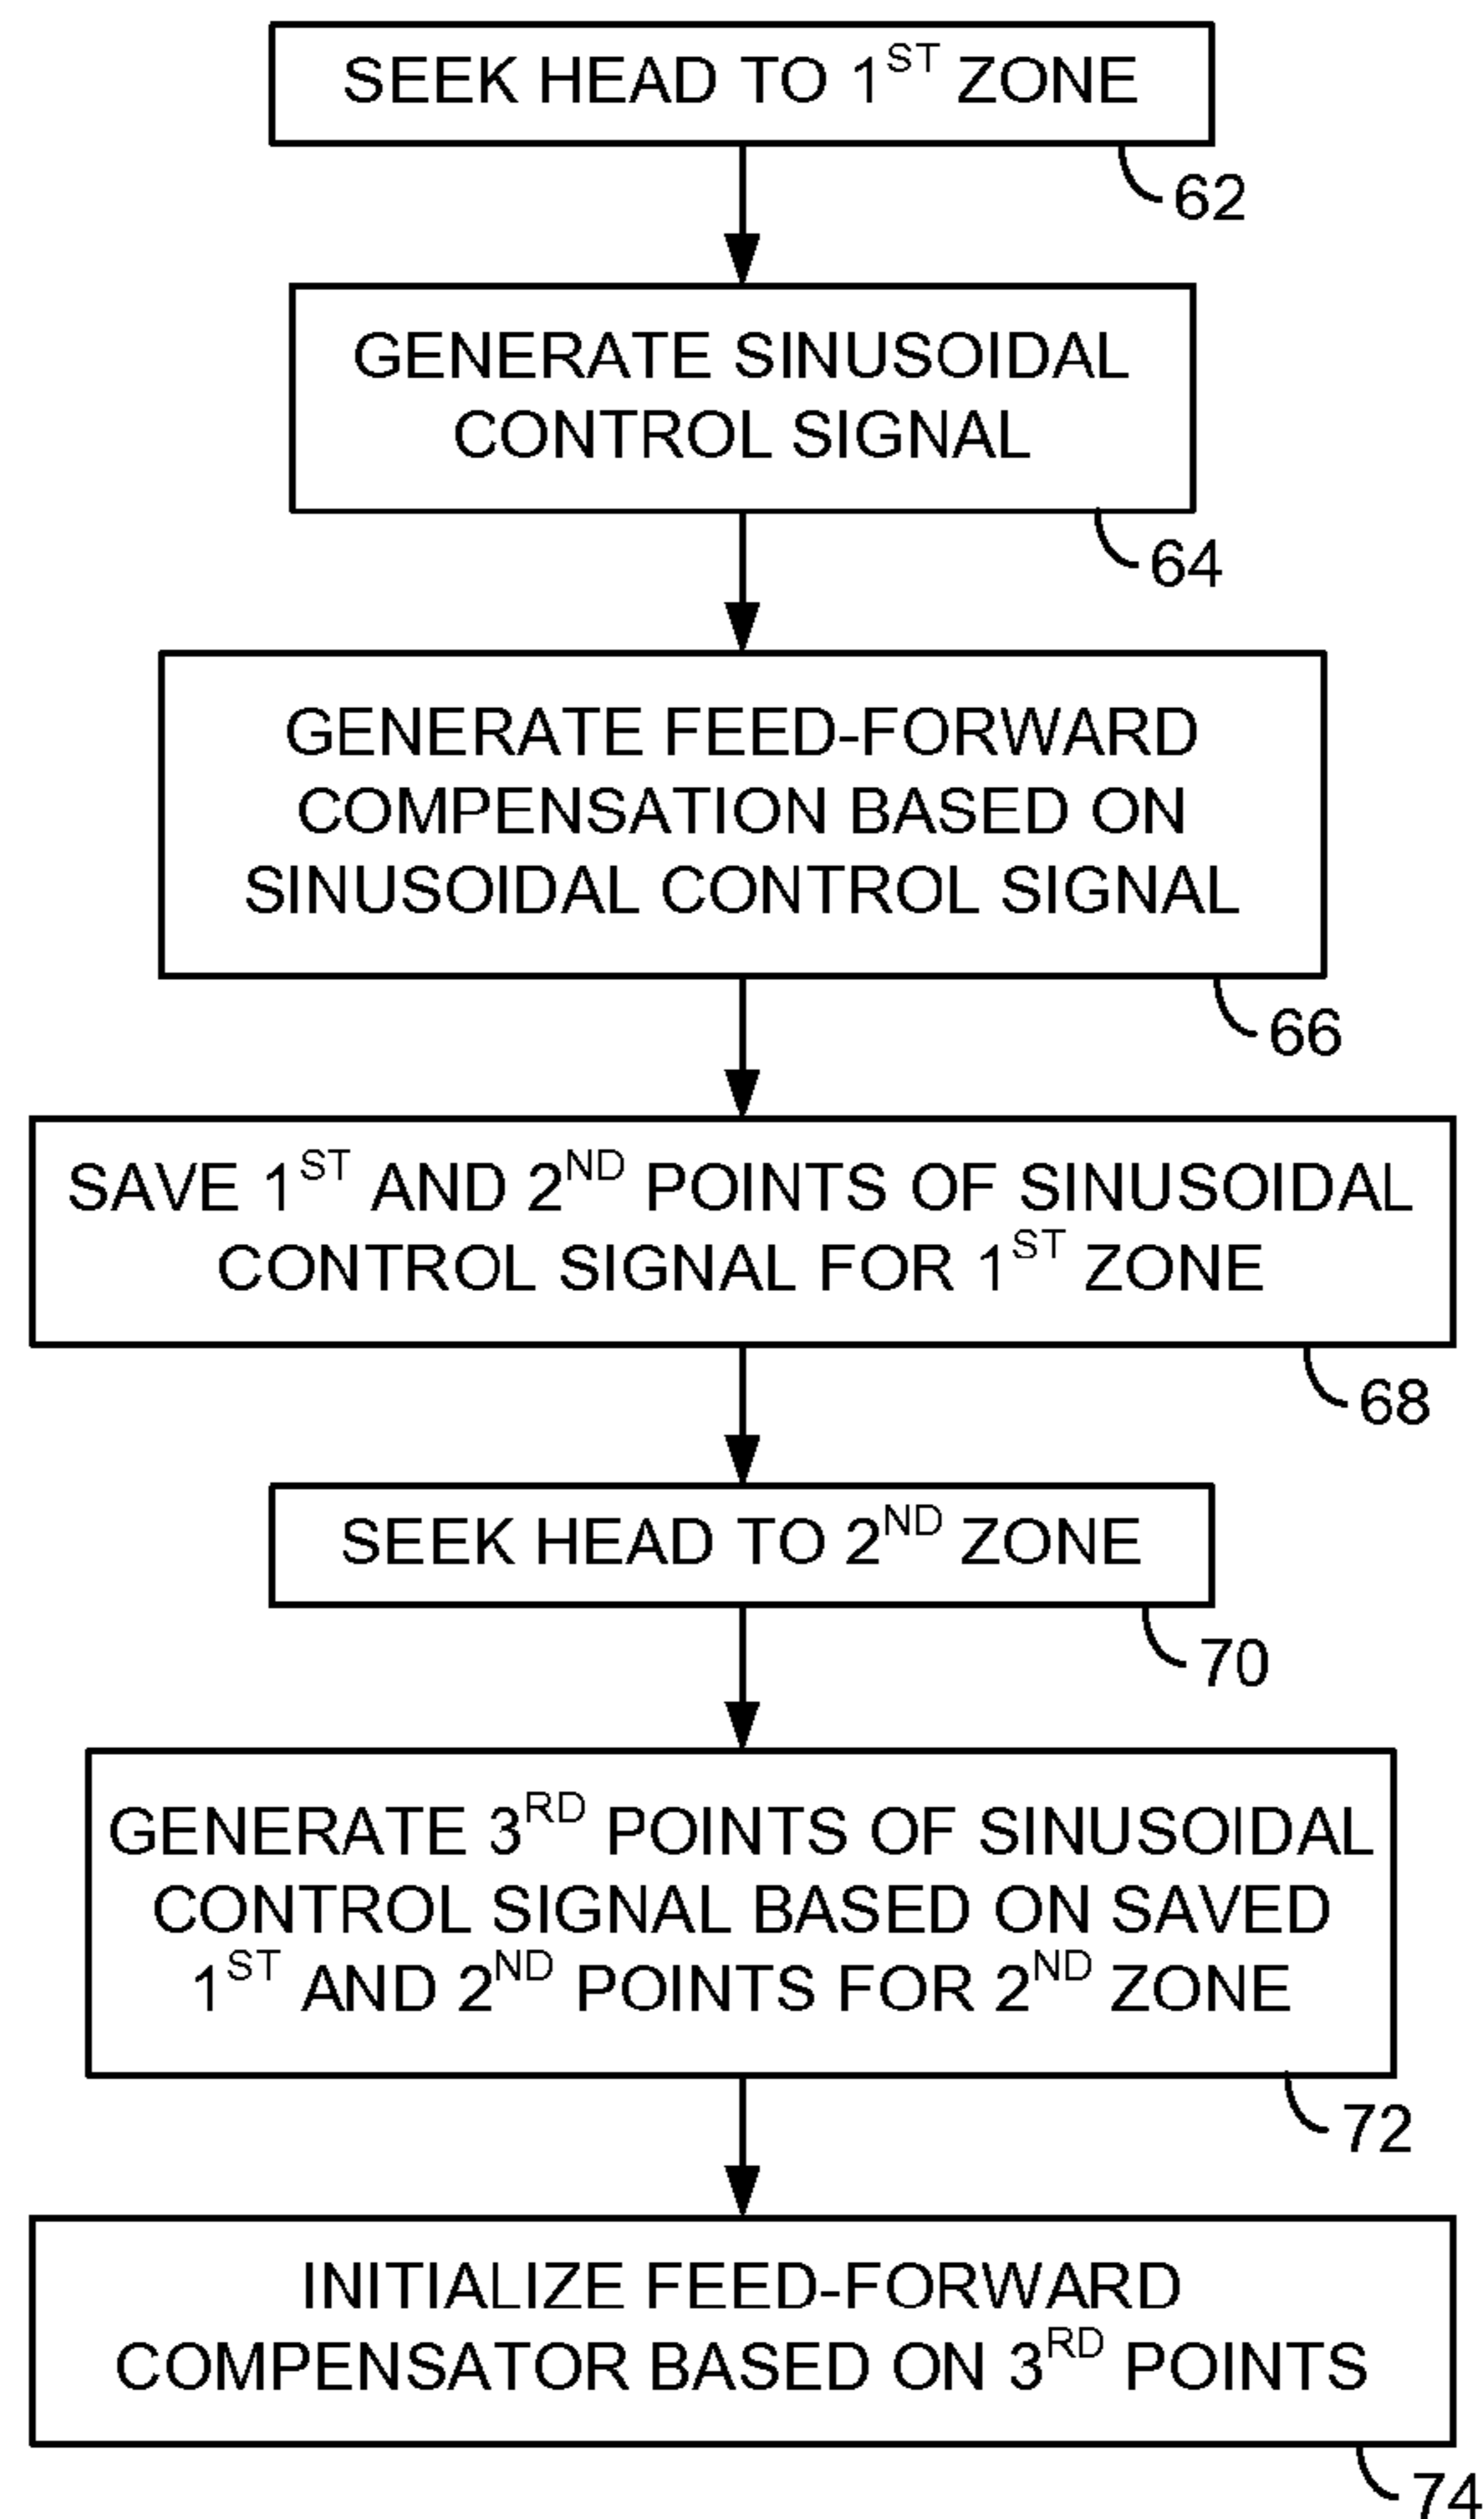 SEEK HEAD TO 1ST ZONE
62
GENERATE SINUSOIDAL
CONTROL SIGNAL
64
GENERATE FEED-FORWARD
COMPENSATION BASED ON
SINUSOIDAL CONTROL SIGNAL
66
SAVE 1ST AND 2ND POINTS OF SINUSOIDAL
CONTROL SIGNAL FOR 1ST ZONE
68
SEEK HEAD TO 2ND ZONE
70
GENERATE 3RD POINTS OF SINUSOIDAL
CONTROL SIGNAL BASED ON SAVED
1ST AND 2ND POINTS FOR 2ND ZONE
72
INITIALIZE FEED-FORWARD
COMPENSATOR BASED ON 3RD POINTS
74